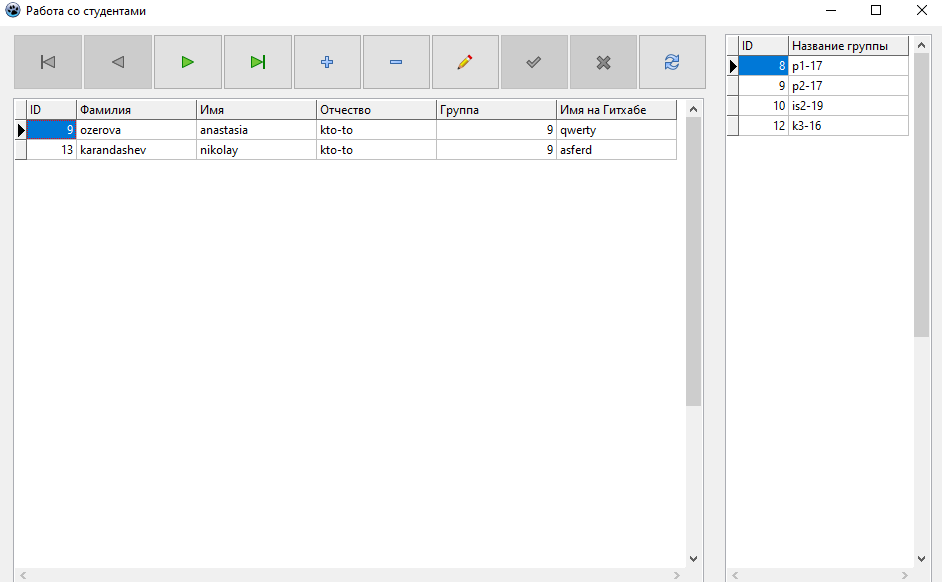 Работа со студентами
ID Фамилия Имя Отчество Группа Имя на Гитхабе
9 ozerova anastasia kto-to 9 qwerty
13 karandashev nikolay kto-to 9 asferd
ID Название группы
8 p1-17
9 p2-17
10 is2-19
12 k3-16